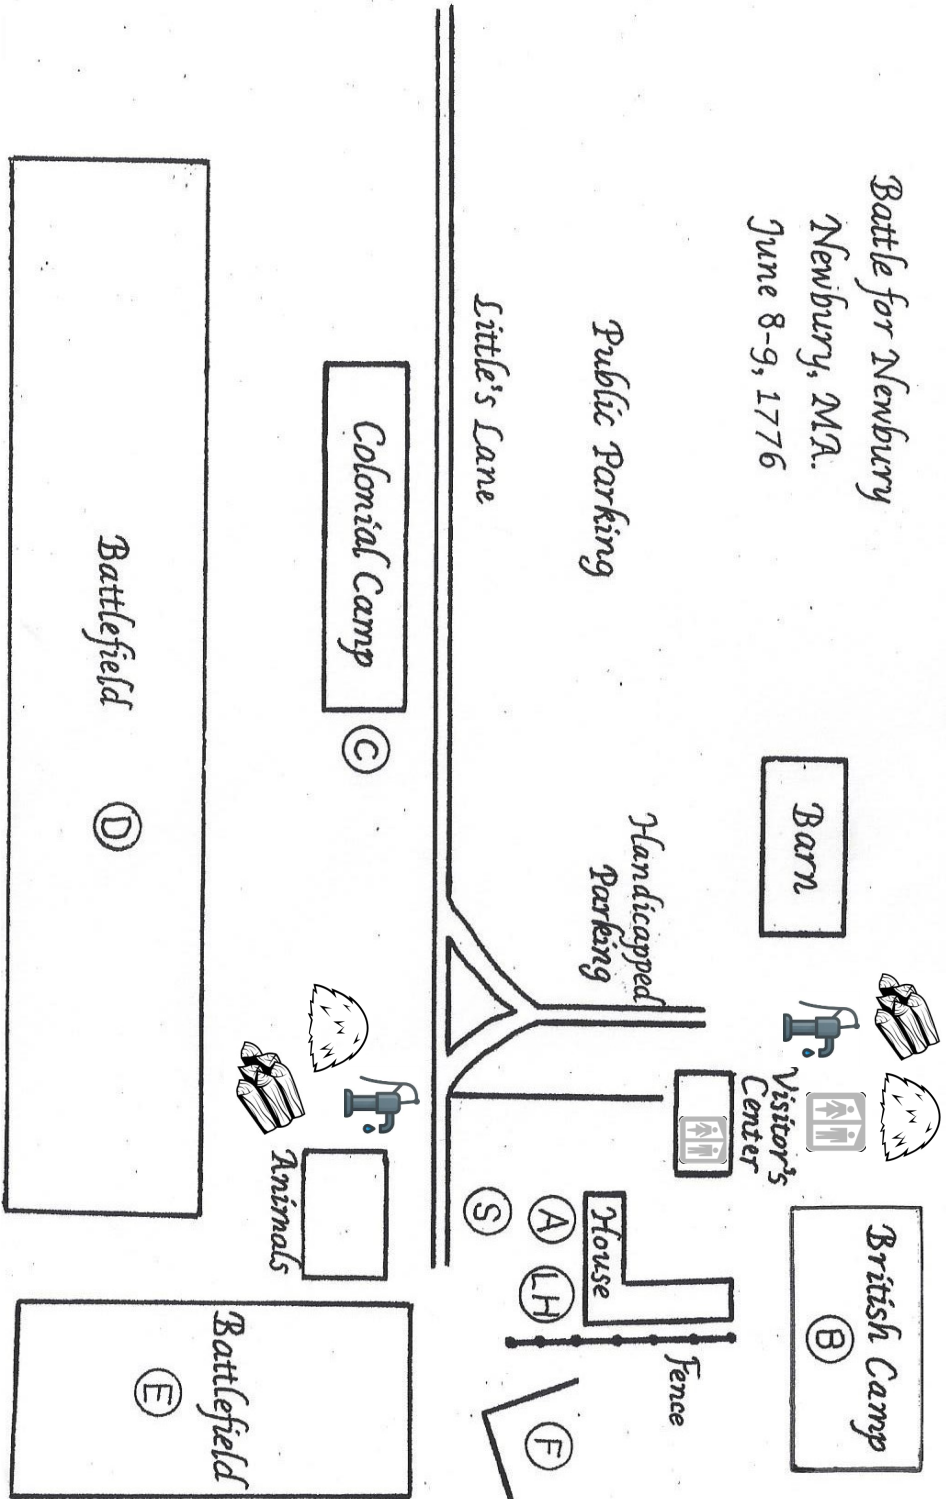 Battle for Newbury
Newbury, MA.
June 8-9, 1776
Public Parking
Little's Lane
Barn
Handicapped
Parking
Visitor's
Center
British Camp
B
House
A
LH
S
Fence
F
Colonial Camp
C
Animals
Battlefield
D
Battlefield
E